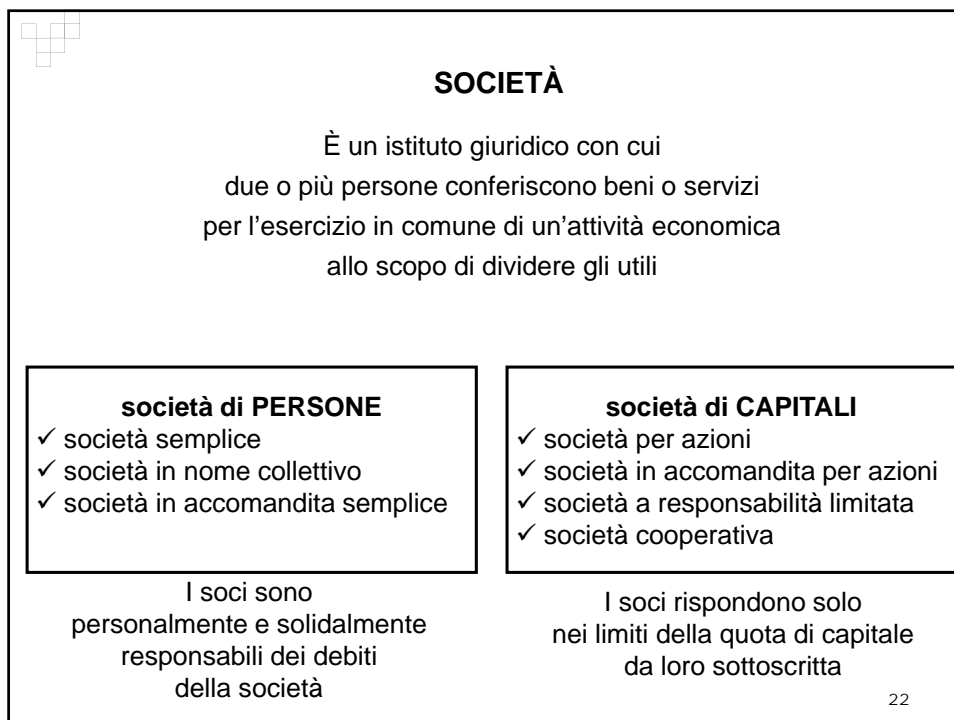 SOCIETÀ
È un istituto giuridico con cui
due o più persone conferiscono beni o servizi
per l'esercizio in comune di un'attività economica
allo scopo di dividere gli utili
società di PERSONE
✓ società semplice
✓ società in nome collettivo
✓ società in accomandita semplice
I soci sono
personalmente e solidalmente
responsabili dei debiti
della società
società di CAPITALI
✓ società per azioni
✓ società in accomandita per azioni
✓ società a responsabilità limitata
✓ società cooperativa
I soci rispondono solo
nei limiti della quota di capitale
da loro sottoscritta
22